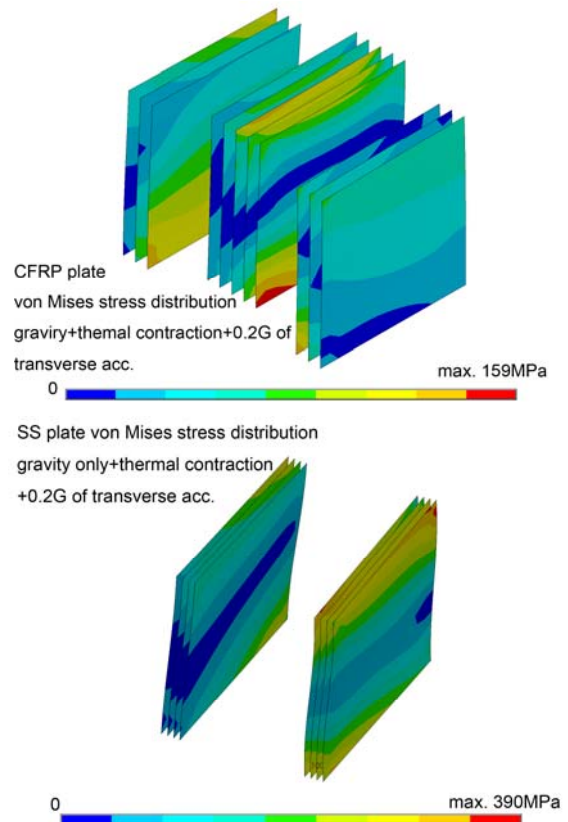 CFRP plate
von Mises stress distribution
graviry+themal contraction+0.2G of
transverse acc.
0 max. 159MPa
SS plate von Mises stress distribution
gravity only+thermal contraction
+0.2G of transverse acc.
0 max. 390MPa